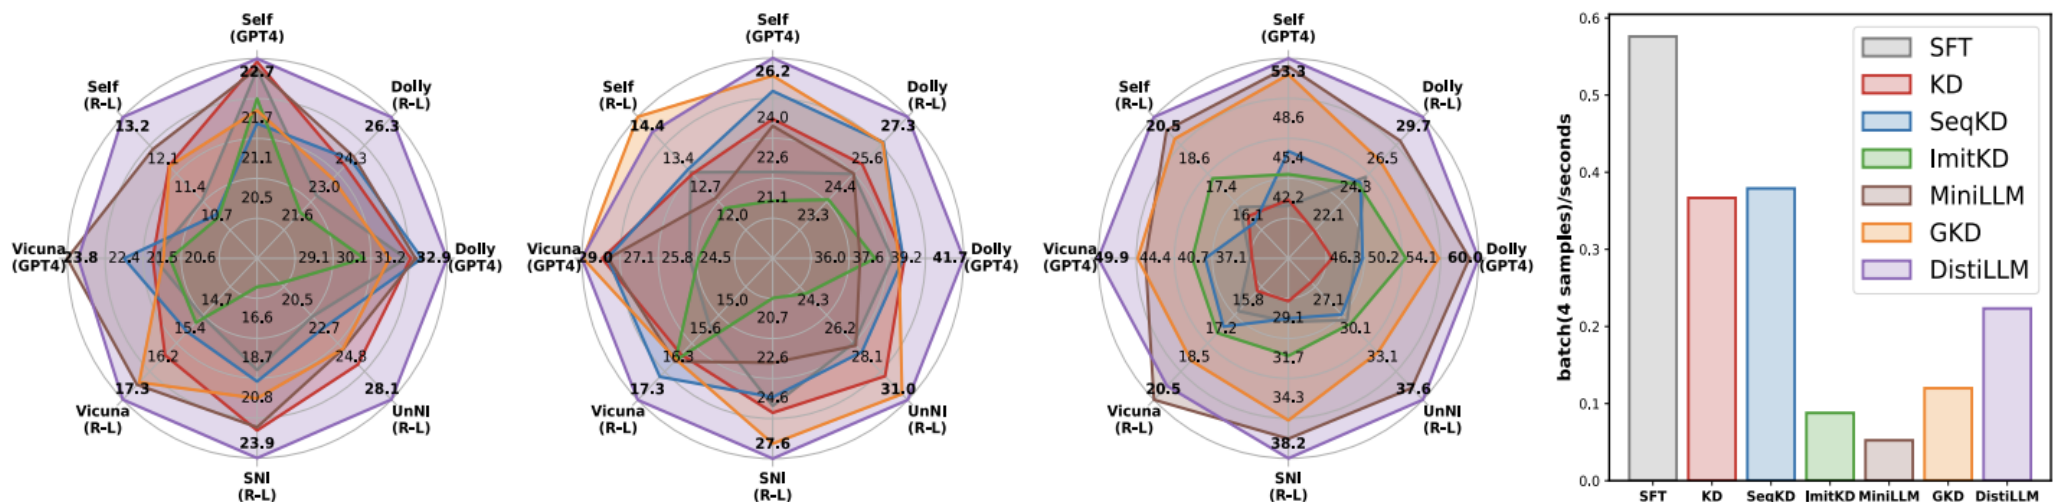 Self
(GPT4)
Self
(R-L)
Dolly
(R-L)
22.7
13.2
26.3
21.7
12.1
24.3
21.1
11.4
23.0
20.5
10.7
21.6
Vicuna
(GPT4)
23.8
22.4
21.5
20.6
29.1
30.1
31.2
32.9
Dolly
(GPT4)
14.7
20.5
16.6
15.4
22.7
18.7
16.2
24.8
20.8
17.3
28.1
23.9
Vicuna
(R-L)
UnNI
(R-L)
SNI
(R-L)
Self
(GPT4)
Self
(R-L)
Dolly
(R-L)
26.2
14.4
27.3
24.0
13.4
25.6
22.6
12.7
24.4
21.1
12.0
23.3
Vicuna
(GPT4)
29.0
27.1
25.8
24.5
36.0
37.6
39.2
41.7
Dolly
(GPT4)
15.0
24.3
20.7
15.6
26.2
22.6
16.3
28.1
24.6
17.3
31.0
27.6
Vicuna
(R-L)
UnNI
(R-L)
SNI
(R-L)
Self
(GPT4)
Self
(R-L)
Dolly
(R-L)
53.3
20.5
29.7
48.6
18.6
26.5
45.4
17.4
24.3
42.2
16.1
22.1
Vicuna
(GPT4)
49.9
44.4
40.7
37.1
46.3
50.2
54.1
60.0
Dolly
(GPT4)
15.8
27.1
29.1
17.2
30.1
31.7
18.5
33.1
34.3
20.5
37.6
38.2
Vicuna
(R-L)
UnNI
(R-L)
SNI
(R-L)
batch(4 samples)/seconds
0.6
0.5
0.4
0.3
0.2
0.1
0.0
SFT
KD
SeqKD
ImitKD
MiniLLM
GKD
DistiLLM
SFT
KD
SeqKD
ImitKD
MiniLLM
GKD
DistiLLM